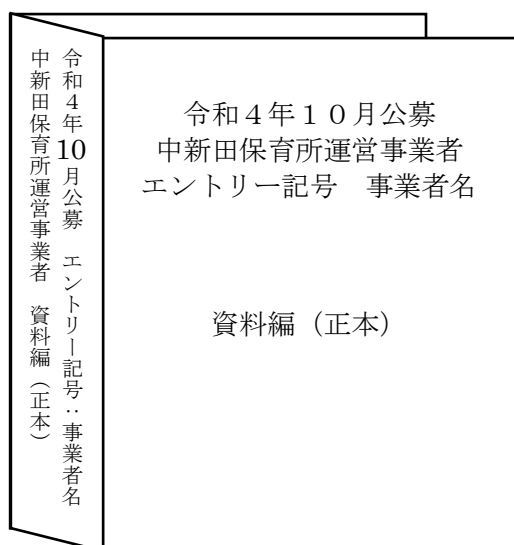 令和４年10月公募　エントリー記号：事業者名
中新田保育所運営事業者　資料編（正本）
令和４年１０月公募
中新田保育所運営事業者
エントリー記号　事業者名
資料編（正本）